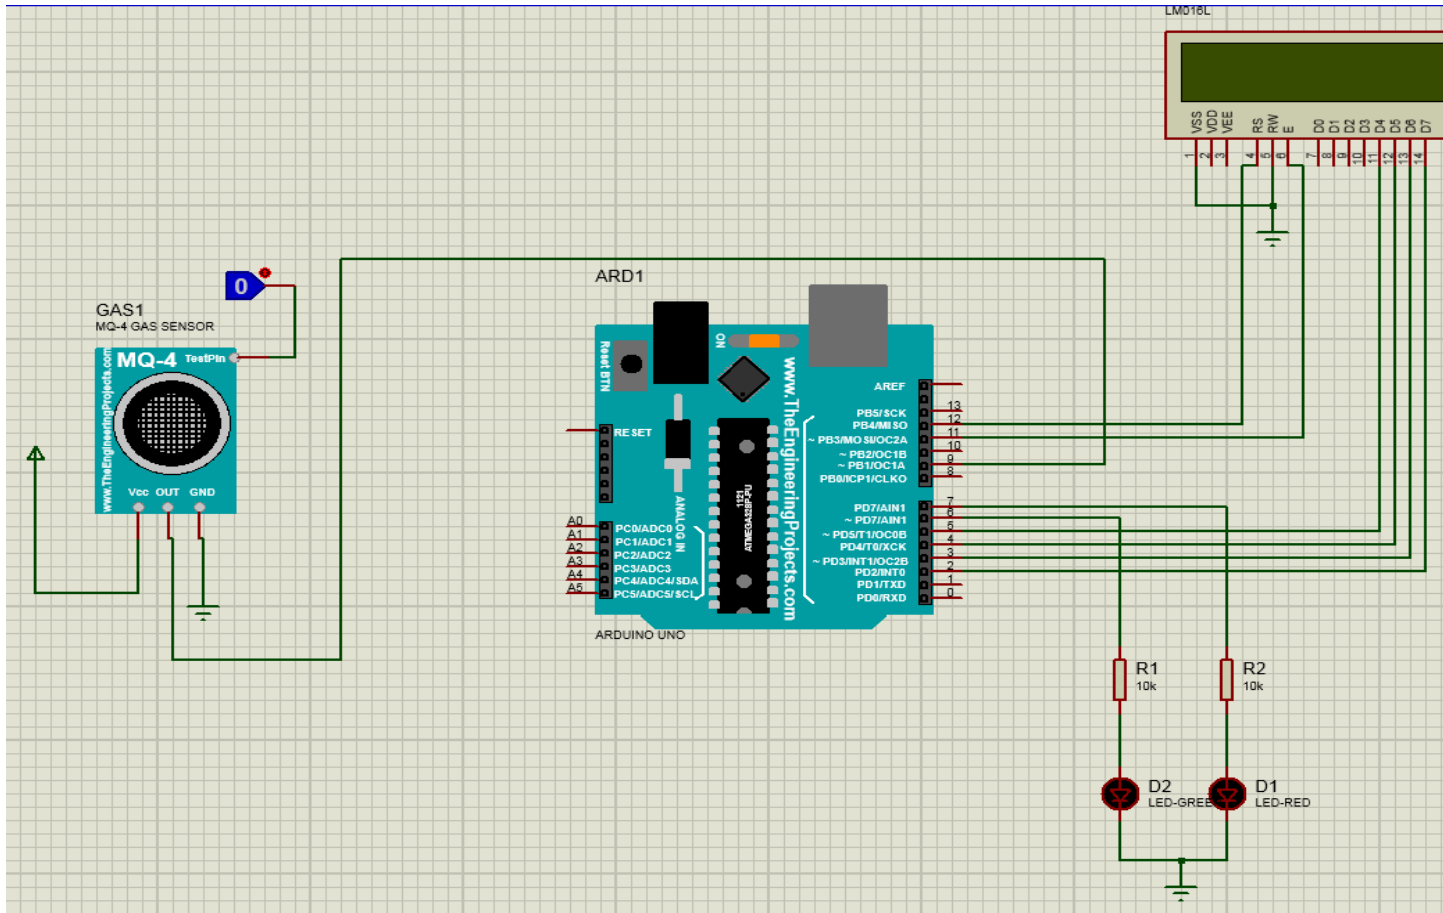 LM016L
VSS
VDD
VEE
RS
RW
E
D0
D1
D2
D3
D4
D5
D6
D7
1
2
3
4
5
6
7
8
9
10
11
12
13
14
0
GAS1
MQ-4 GAS SENSOR
MQ-4
TestPin
www.TheEngineeringProjects.com
Vcc OUT GND
ARD1
ON
Reset BTN
RESET
ANALOG IN
1121
ATMEGA328P-PU
www.TheEngineeringProjects.com
A0 PC0/ADC0
A1 PC1/ADC1
A2 PC2/ADC2
A3 PC3/ADC3
A4 PC4/ADC4/SDA
A5 PC5/ADC5/SCL
AREF
PB5/SCK 13
PB4/MISO 12
~ PB3/MOSI/OC2A 11
~ PB2/OC1B 10
~ PB1/OC1A 9
PB0/ICP1/CLKO 8
PD7/AIN1 7
~ PD7/AIN1 6
~ PD5/T1/OC0B 5
PD4/T0/XCK 4
~ PD3/INT1/OC2B 3
PD2/INT0 2
PD1/TXD 1
PD0/RXD 0
ARDUINO UNO
R1
10k
R2
10k
D2
LED-GREE
D1
LED-RED